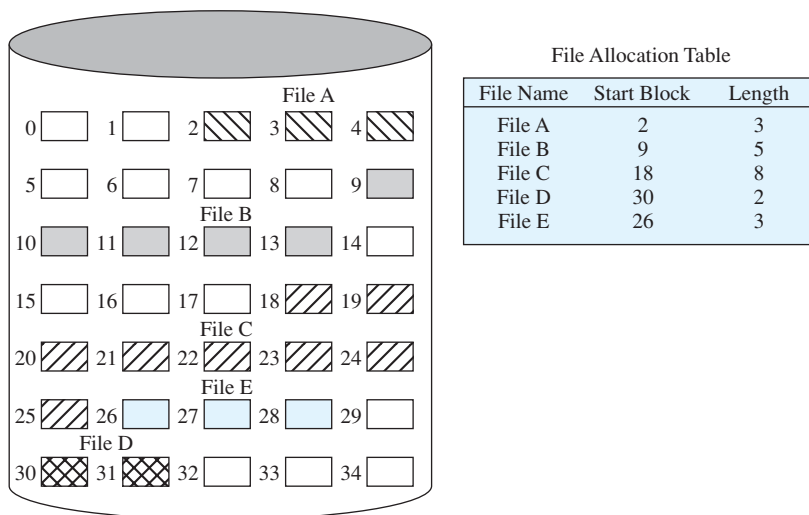 File A
0 1 2 3 4
5 6 7 8 9
File B
10 11 12 13 14
15 16 17 18 19
File C
20 21 22 23 24
File E
25 26 27 28 29
File D
30 31 32 33 34
File Allocation Table
File Name Start Block Length
File A 2 3
File B 9 5
File C 18 8
File D 30 2
File E 26 3